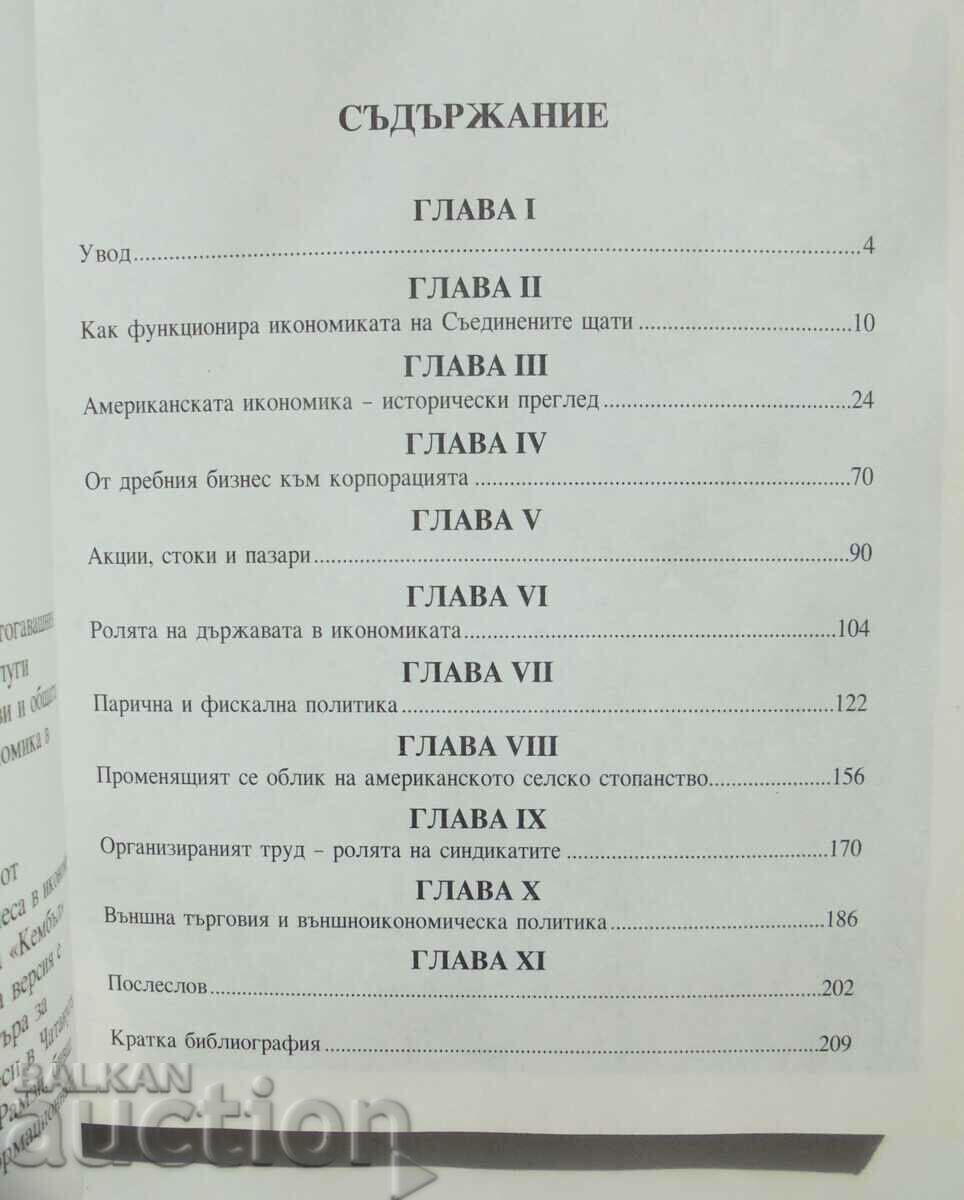 СЪДЪРЖАНИЕ
ГЛАВА I
Увод 4
ГЛАВА II
Как функционира икономиката на Съединените щати 10
ГЛАВА III
Американската икономика – исторически преглед 24
ГЛАВА IV
От дребния бизнес към корпорацията 70
ГЛАВА V
Акции, стоки и пазари 90
ГЛАВА VI
Ролята на държавата в икономиката 104
ГЛАВА VII
Парична и фискална политика 122
ГЛАВА VIII
Променящият се облик на американското селско стопанство 156
ГЛАВА IX
Организираният труд – ролята на синдикатите 170
ГЛАВА X
Външна търговия и външноикономическа политика 186
ГЛАВА XI
Послеслов 202
Кратка библиография 209
и общата
в
от
в
версия е
за
в
BALKAN
auction